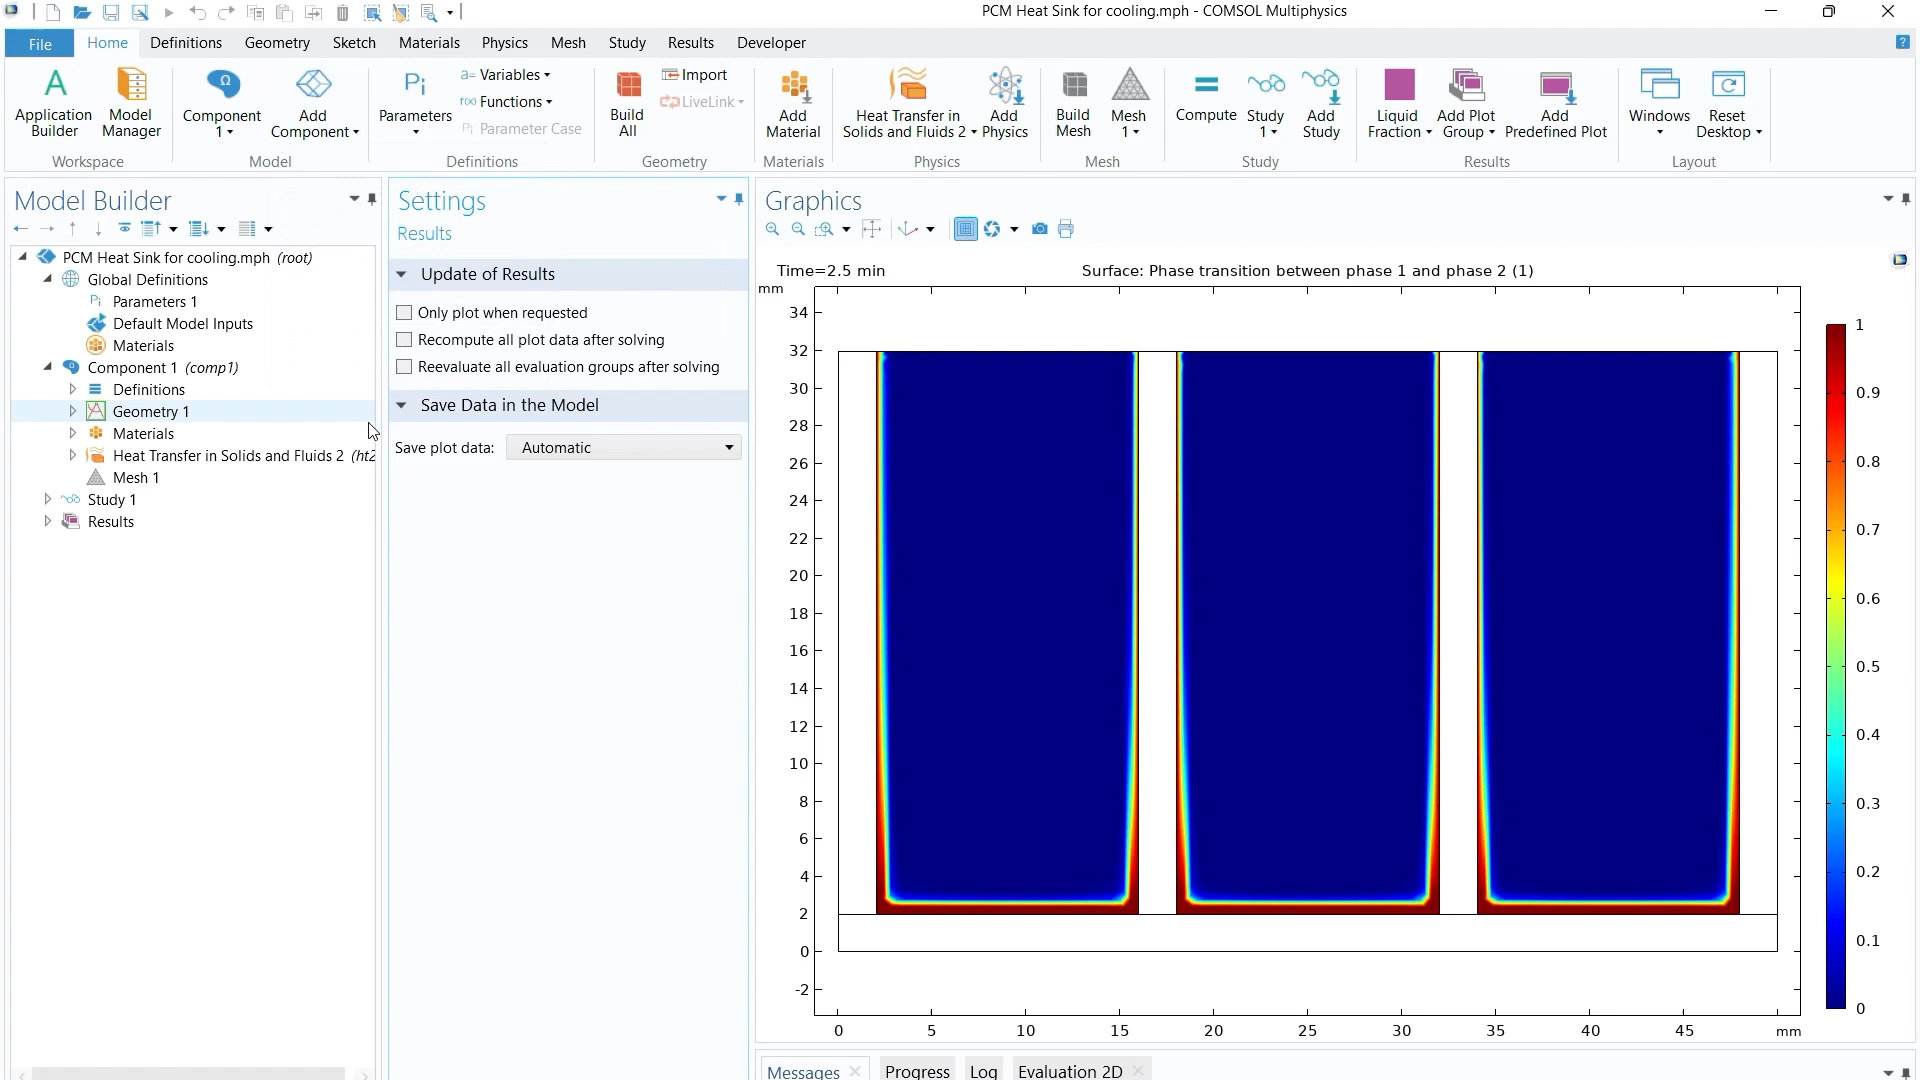 PCM Heat Sink for cooling.mph - COMSOL Multiphysics
File Home Definitions Geometry Sketch Materials Physics Mesh Study Results Developer
Application Builder
Model Manager
Workspace
Component 1
Add Component
Model
Parameters
a= Variables
f(x) Functions
Pi Parameter Case
Definitions
Build All
Import
LiveLink
Geometry
Add Material
Materials
Heat Transfer in Solids and Fluids 2
Add Physics
Physics
Build Mesh
Mesh 1
Mesh
Compute
Study 1
Add Study
Study
Liquid Fraction
Add Plot Group
Add Predefined Plot
Results
Windows
Reset Desktop
Layout
Model Builder
PCM Heat Sink for cooling.mph (root)
Global Definitions
Pi Parameters 1
Default Model Inputs
Materials
Component 1 (comp1)
Definitions
Geometry 1
Materials
Heat Transfer in Solids and Fluids 2 (ht2
Mesh 1
Study 1
Results
Settings
Results
Update of Results
Only plot when requested
Recompute all plot data after solving
Reevaluate all evaluation groups after solving
Save Data in the Model
Save plot data: Automatic
Graphics
Time=2.5 min Surface: Phase transition between phase 1 and phase 2 (1)
mm
34
32
30
28
26
24
22
20
18
16
14
12
10
8
6
4
2
0
-2
0 5 10 15 20 25 30 35 40 45 mm
1
0.9
0.8
0.7
0.6
0.5
0.4
0.3
0.2
0.1
0
Messages Progress Log Evaluation 2D